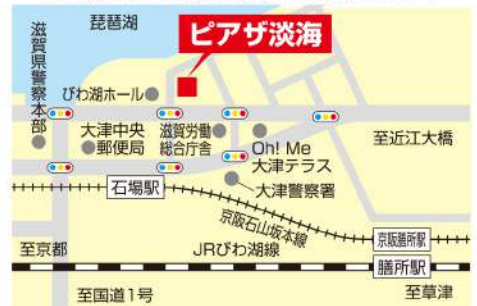 琵琶湖
滋賀県警察本部
ピアザ淡海
びわ湖ホール
大津中央
郵便局
滋賀労働
総合庁舎
Oh! Me
大津テラス
至近江大橋
石場駅
大津警察署
京阪石山坂本線
京阪膳所駅
至京都
JRびわ湖線
膳所駅
至国道1号
至草津